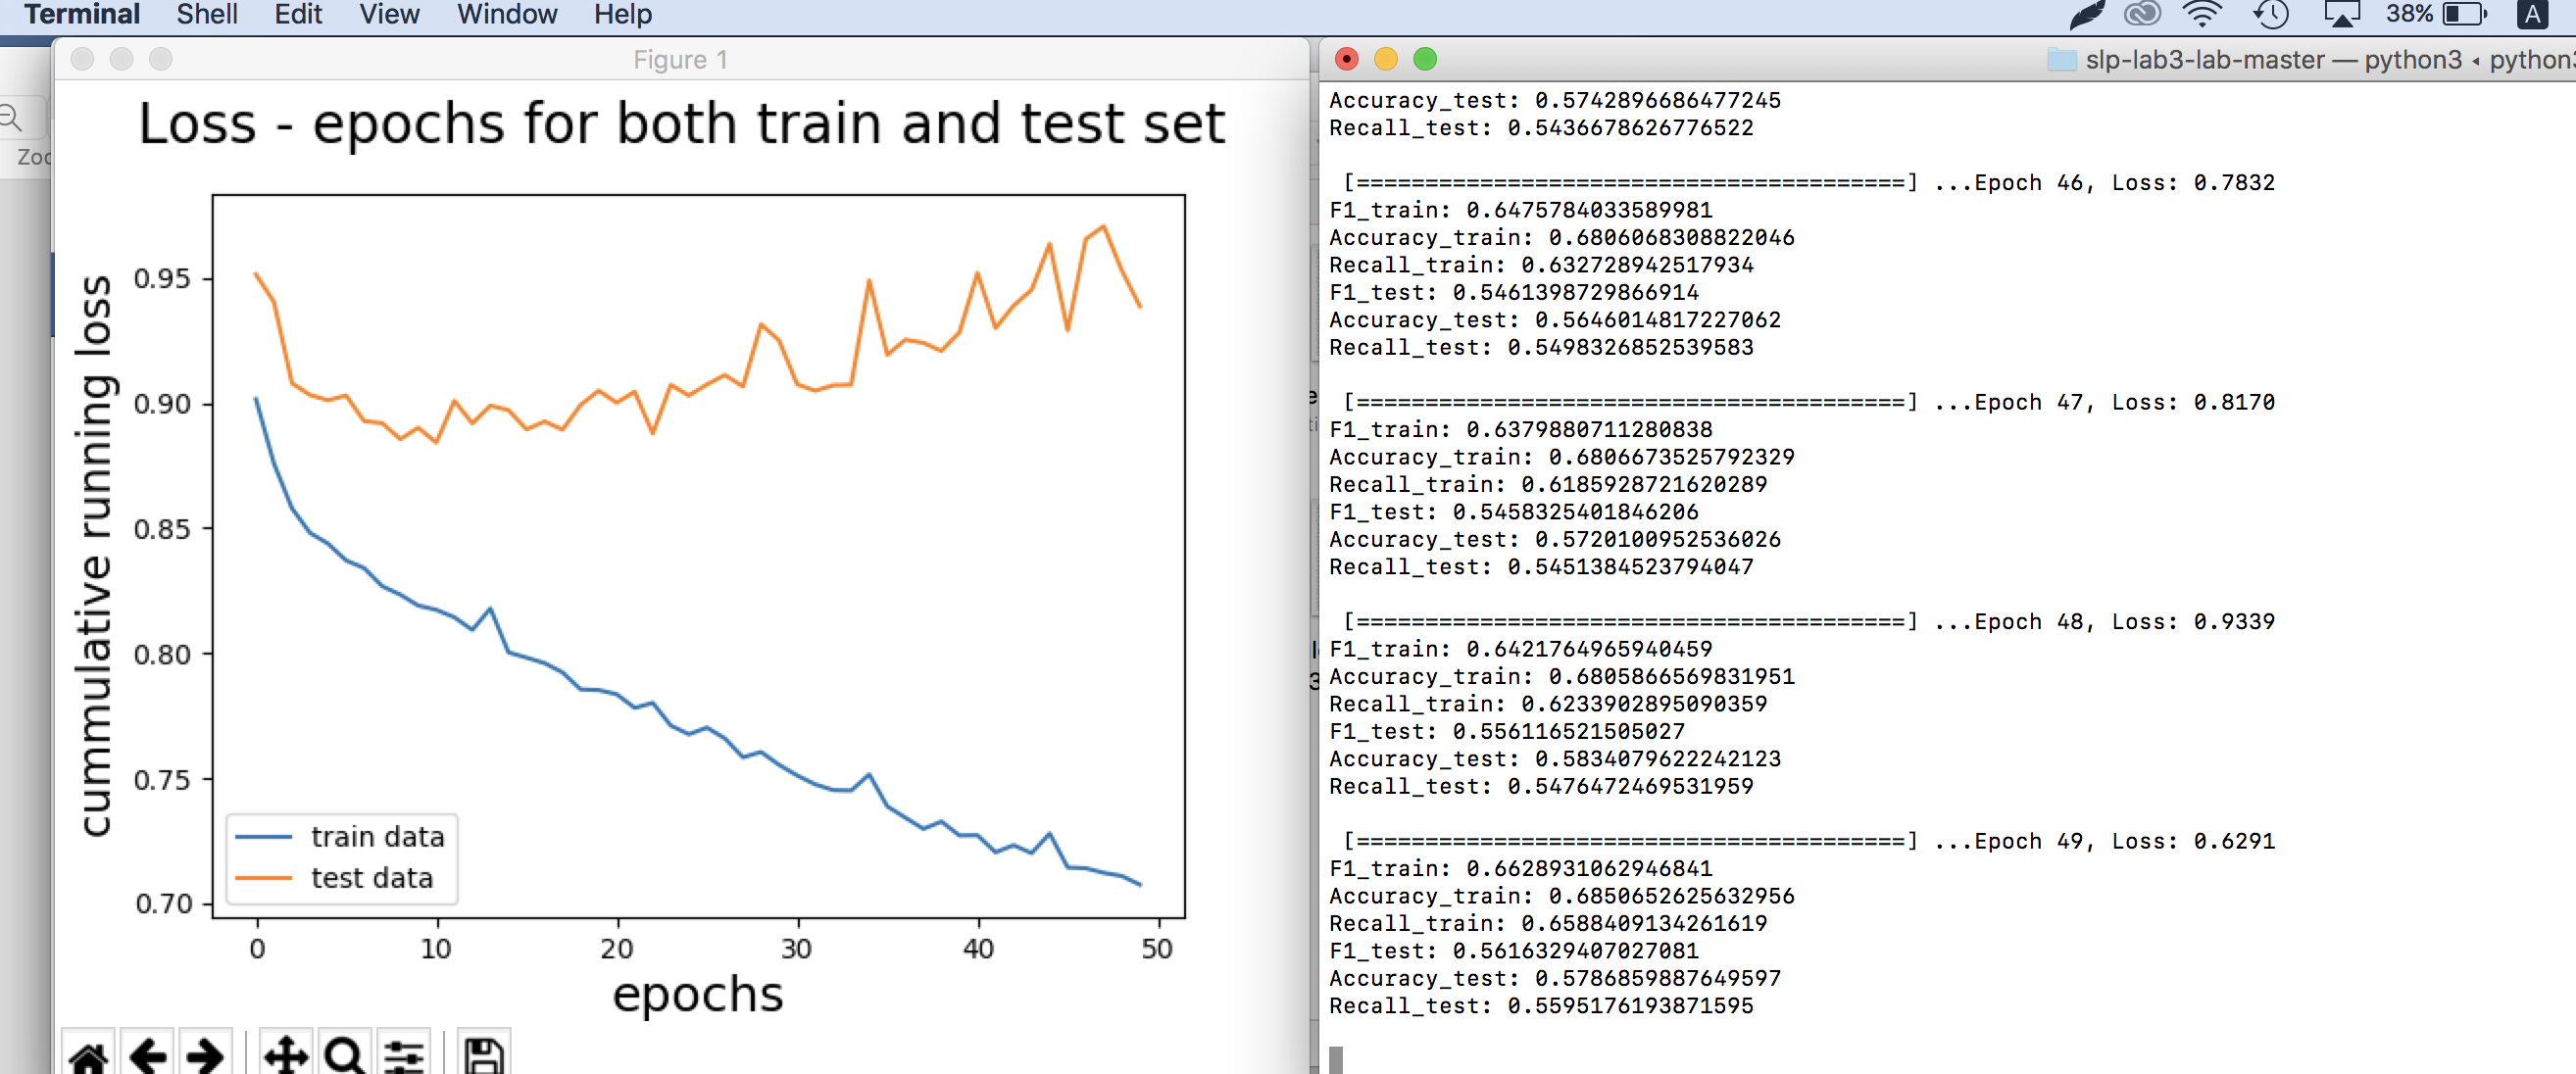 Terminal Shell Edit View Window Help 38% A
Figure 1
slp-lab3-lab-master — python3 ◂ python3
Loss - epochs for both train and test set
cummulative running loss
0.95
0.90
0.85
0.80
0.75
0.70
train data
test data
0 10 20 30 40 50
epochs
Accuracy_test: 0.5742896686477245
Recall_test: 0.5436678626776522
[========================================] ...Epoch 46, Loss: 0.7832
F1_train: 0.6475784033589981
Accuracy_train: 0.6806068308822046
Recall_train: 0.632728942517934
F1_test: 0.5461398729866914
Accuracy_test: 0.5646014817227062
Recall_test: 0.5498326852539583
[========================================] ...Epoch 47, Loss: 0.8170
F1_train: 0.6379880711280838
Accuracy_train: 0.6806673525792329
Recall_train: 0.6185928721620289
F1_test: 0.5458325401846206
Accuracy_test: 0.5720100952536026
Recall_test: 0.5451384523794047
[========================================] ...Epoch 48, Loss: 0.9339
F1_train: 0.6421764965940459
Accuracy_train: 0.6805866569831951
Recall_train: 0.6233902895090359
F1_test: 0.556116521505027
Accuracy_test: 0.5834079622242123
Recall_test: 0.5476472469531959
[========================================] ...Epoch 49, Loss: 0.6291
F1_train: 0.6628931062946841
Accuracy_train: 0.6850652625632956
Recall_train: 0.6588409134261619
F1_test: 0.5616329407027081
Accuracy_test: 0.5786859887649597
Recall_test: 0.5595176193871595